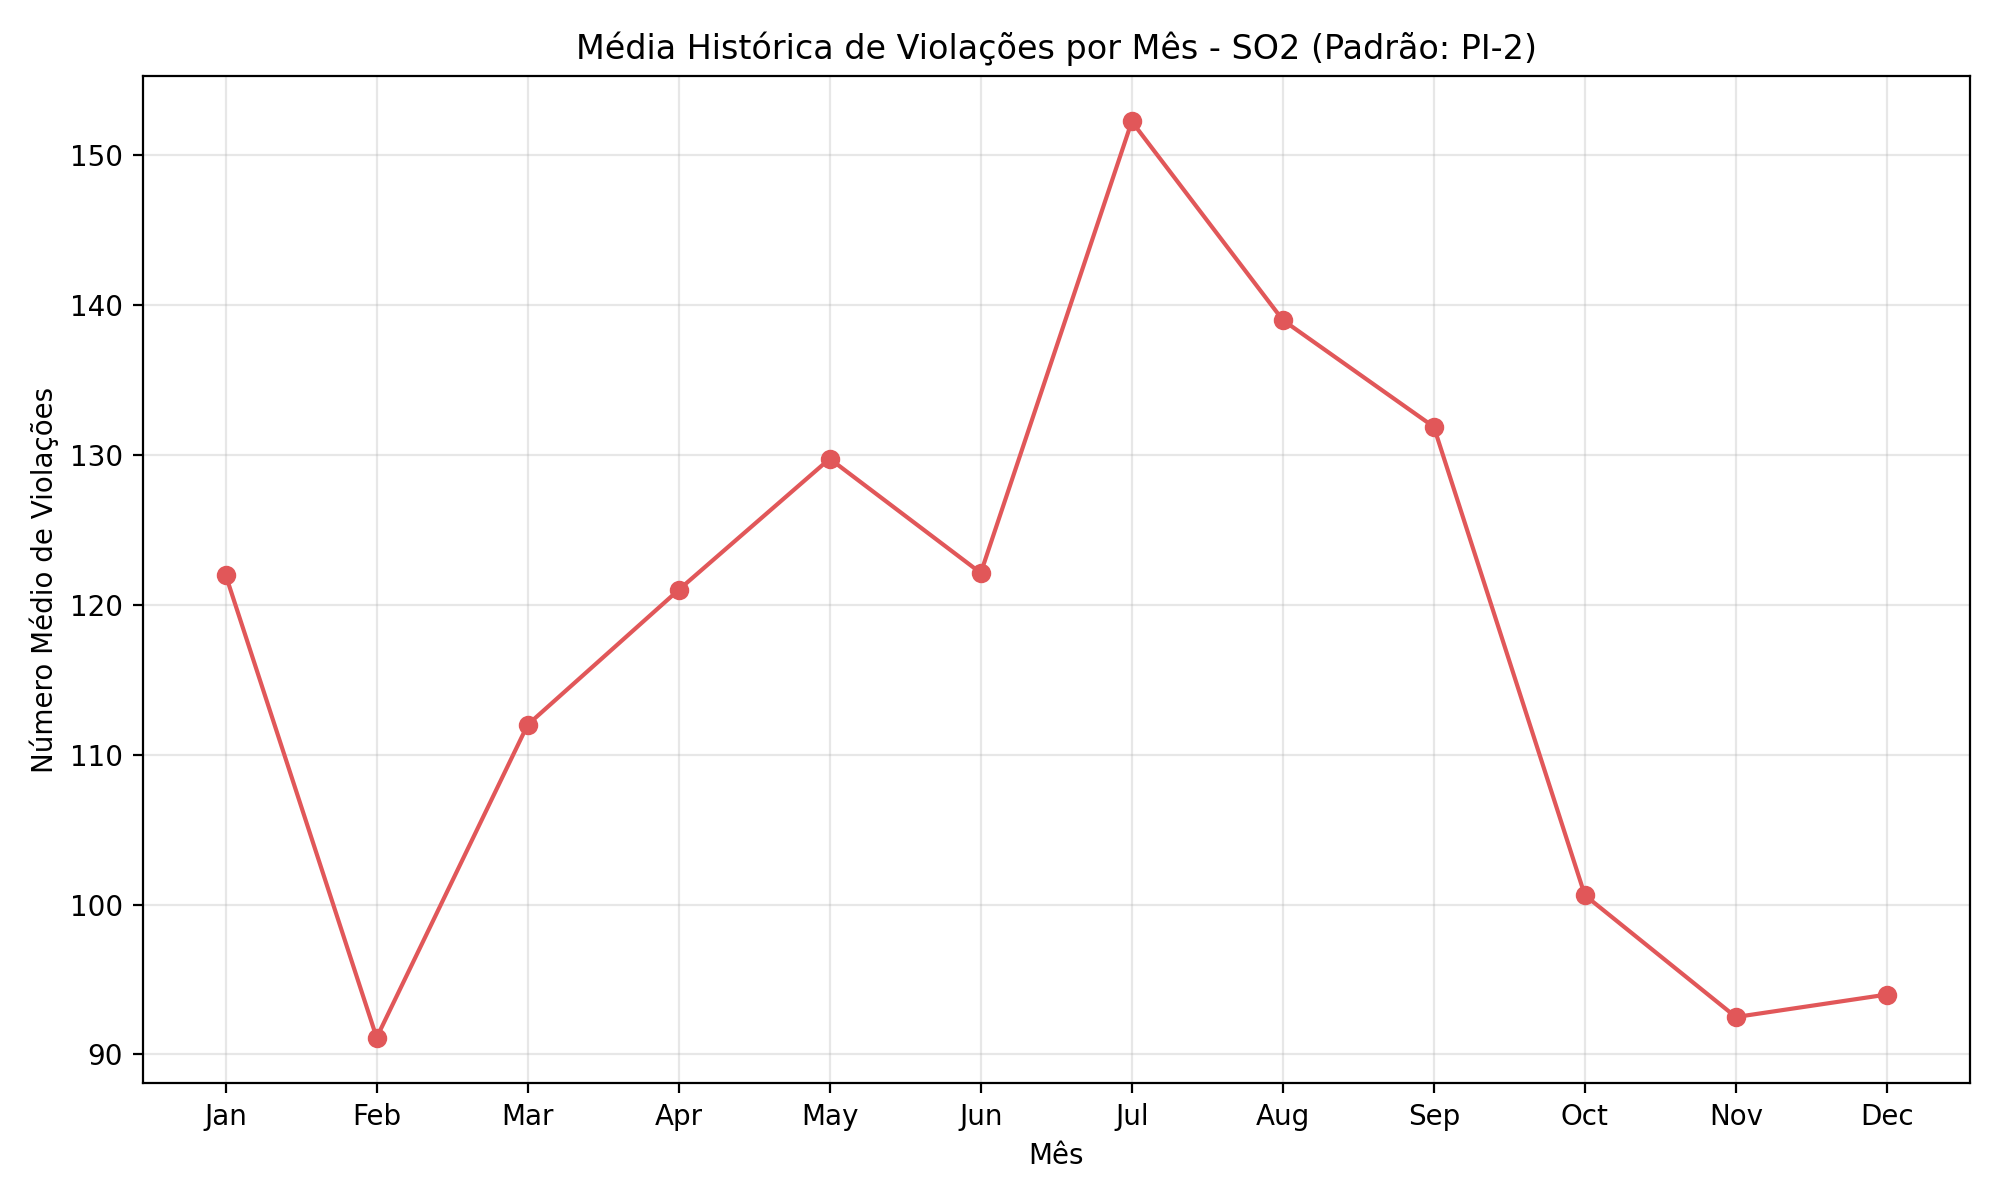 Média Histórica de Violações por Mês - SO2 (Padrão: PI-2)
Número Médio de Violações
150
140
130
120
110
100
90
Jan Feb Mar Apr May Jun Jul Aug Sep Oct Nov Dec
Mês